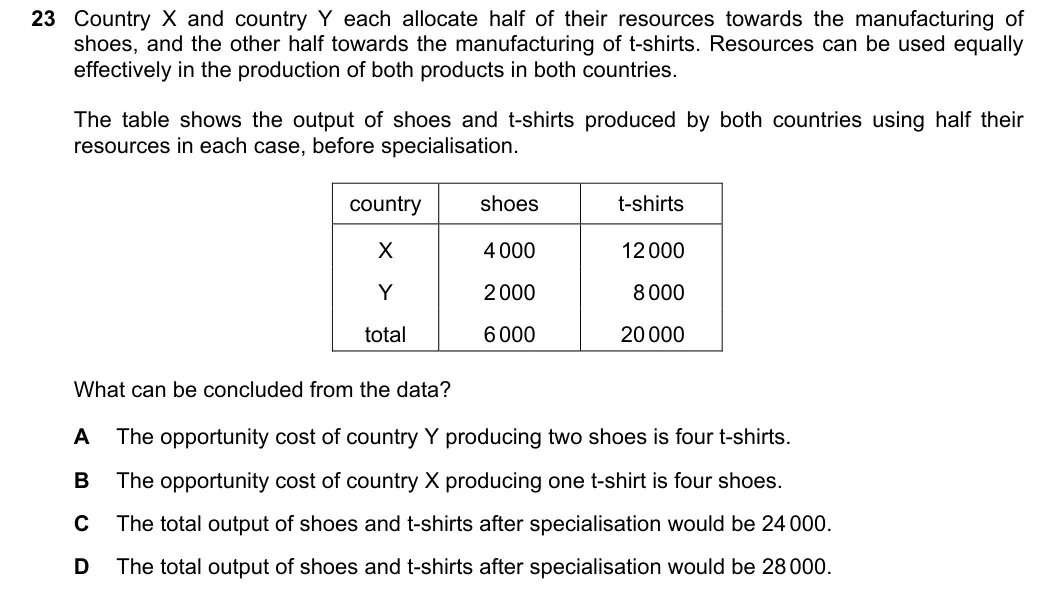 23 Country X and country Y each allocate half of their resources towards the manufacturing of
shoes, and the other half towards the manufacturing of t-shirts. Resources can be used equally
effectively in the production of both products in both countries.
The table shows the output of shoes and t-shirts produced by both countries using half their
resources in each case, before specialisation.
country shoes t-shirts
X 4 000 12 000
Y 2 000 8 000
total 6 000 20 000
What can be concluded from the data?
A The opportunity cost of country Y producing two shoes is four t-shirts.
B The opportunity cost of country X producing one t-shirt is four shoes.
C The total output of shoes and t-shirts after specialisation would be 24 000.
D The total output of shoes and t-shirts after specialisation would be 28 000.